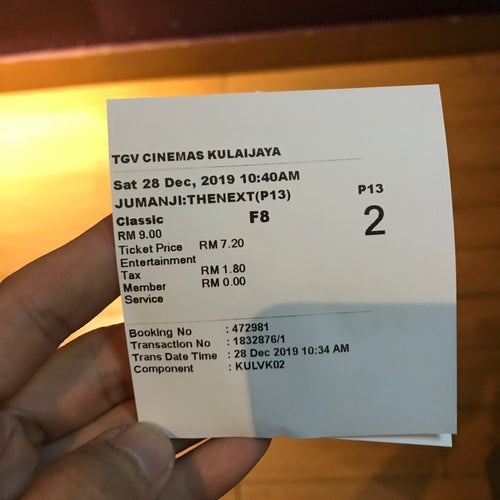 TGV CINEMAS KULAIJAYA
Sat 28 Dec, 2019 10:40AM
JUMANJI:THENEXT(P13) P13
Classic F8 2
RM 9.00
Ticket Price RM 7.20
Entertainment
Tax RM 1.80
Member RM 0.00
Service
Booking No : 472981
Transaction No : 1832876/1
Trans Date Time : 28 Dec 2019 10:34 AM
Component : KULVK02